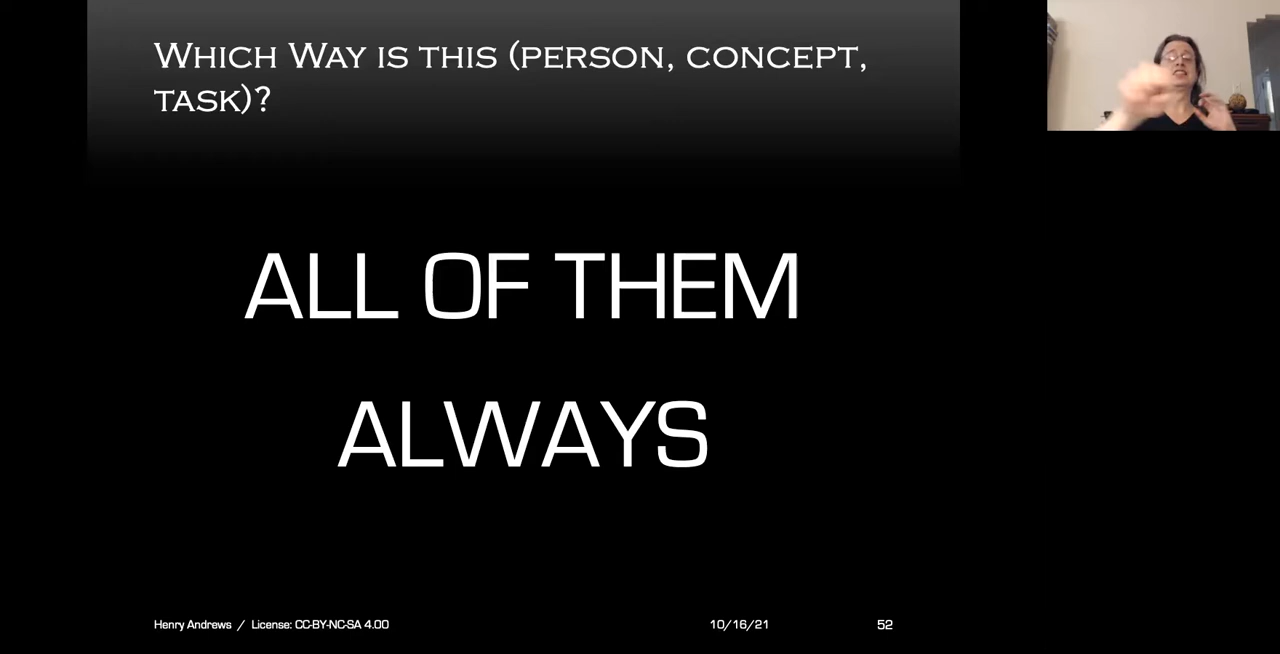 WHICH WAY IS THIS (PERSON, CONCEPT,
TASK)?
ALL OF THEM
ALWAYS
Henry Andrews / License: CC-BY-NC-SA 4.00 10/16/21 52